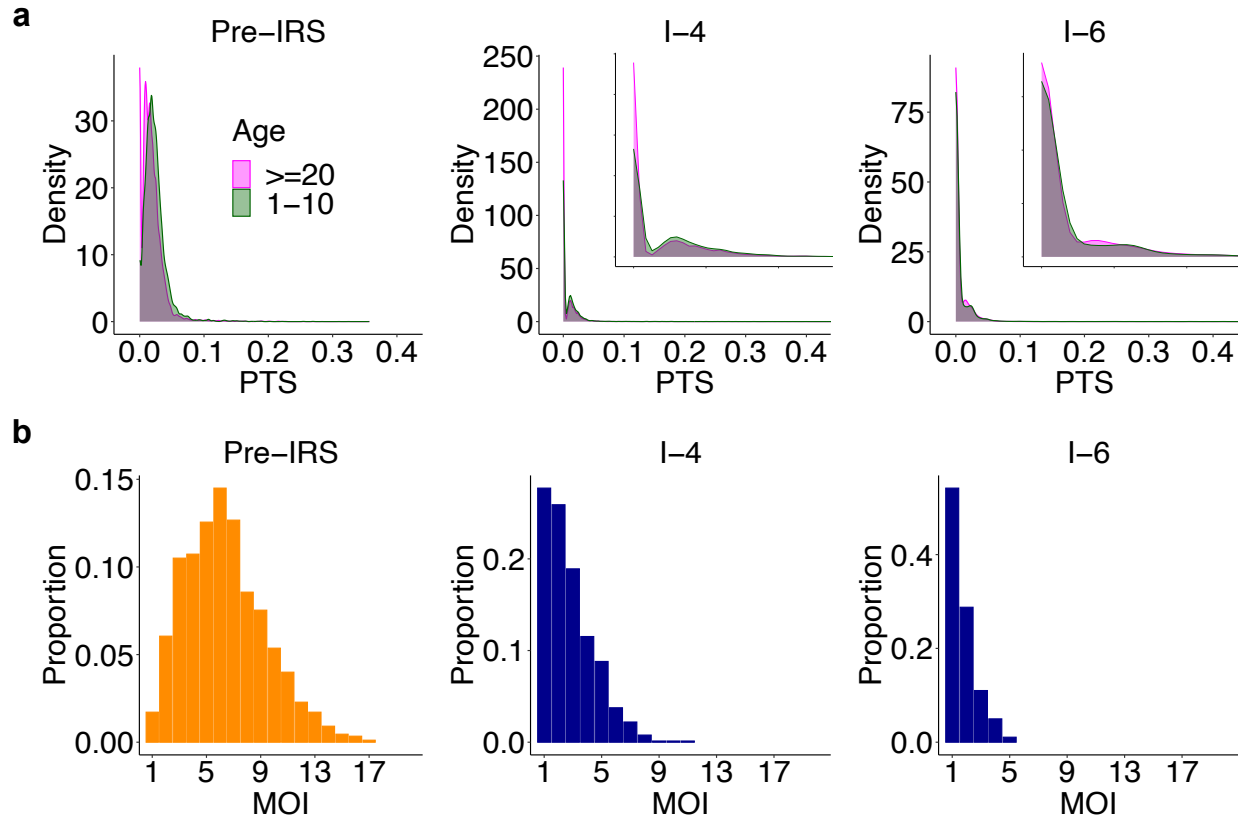 a
Pre−IRS
I−4
I−6
Density
30
20
10
0
Age
>=20
1−10
0.0 0.1 0.2 0.3 0.4
PTS
Density
250
200
150
100
50
0
0.0 0.1 0.2 0.3 0.4
PTS
Density
75
50
25
0
0.0 0.1 0.2 0.3 0.4
PTS
b
Pre−IRS
I−4
I−6
Proportion
0.15
0.10
0.05
0.00
1 5 9 13 17
MOI
Proportion
0.2
0.1
0.0
1 5 9 13 17
MOI
Proportion
0.4
0.2
0.0
1 5 9 13 17
MOI